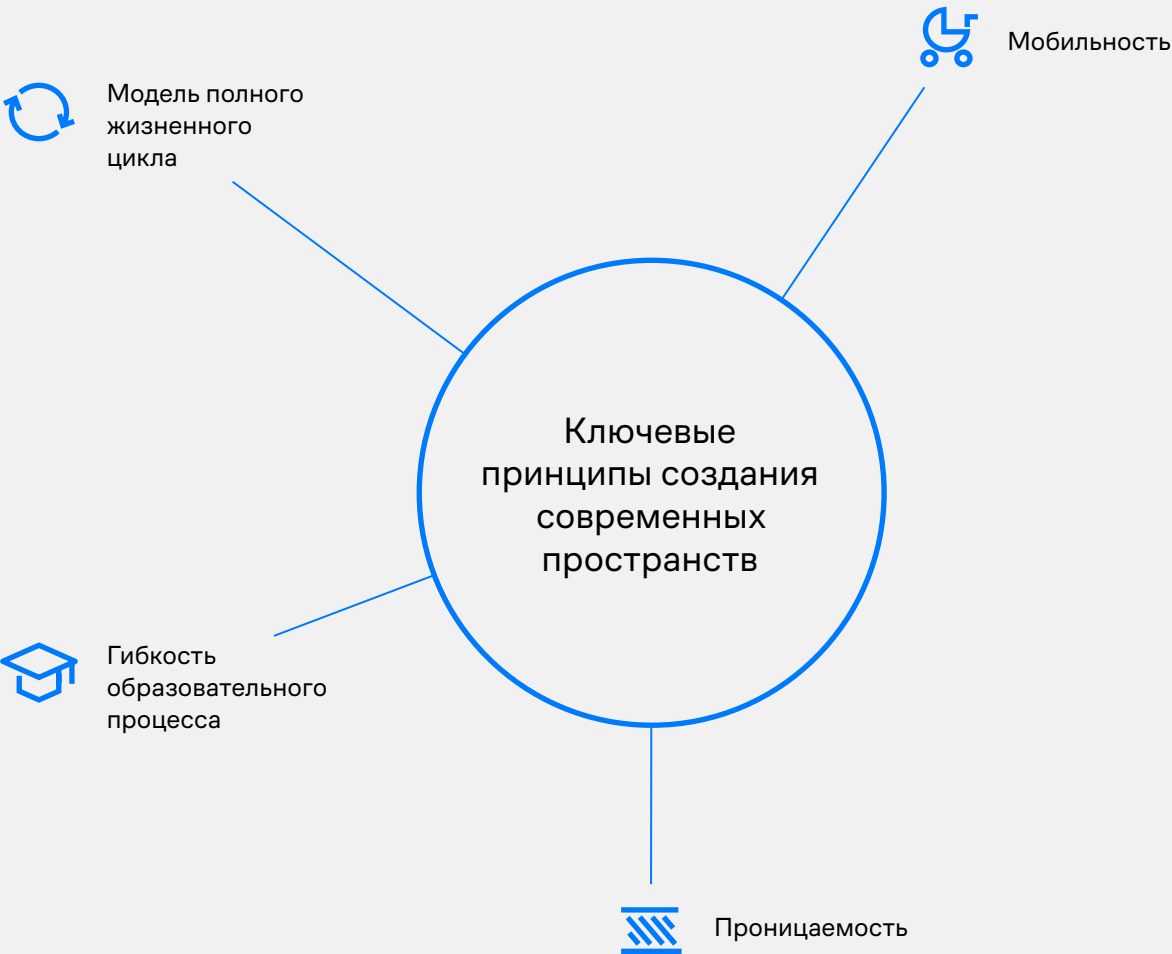 Мобильность
Модель полного
жизненного
цикла
Ключевые
принципы создания
современных
пространств
Гибкость
образовательного
процесса
Проницаемость